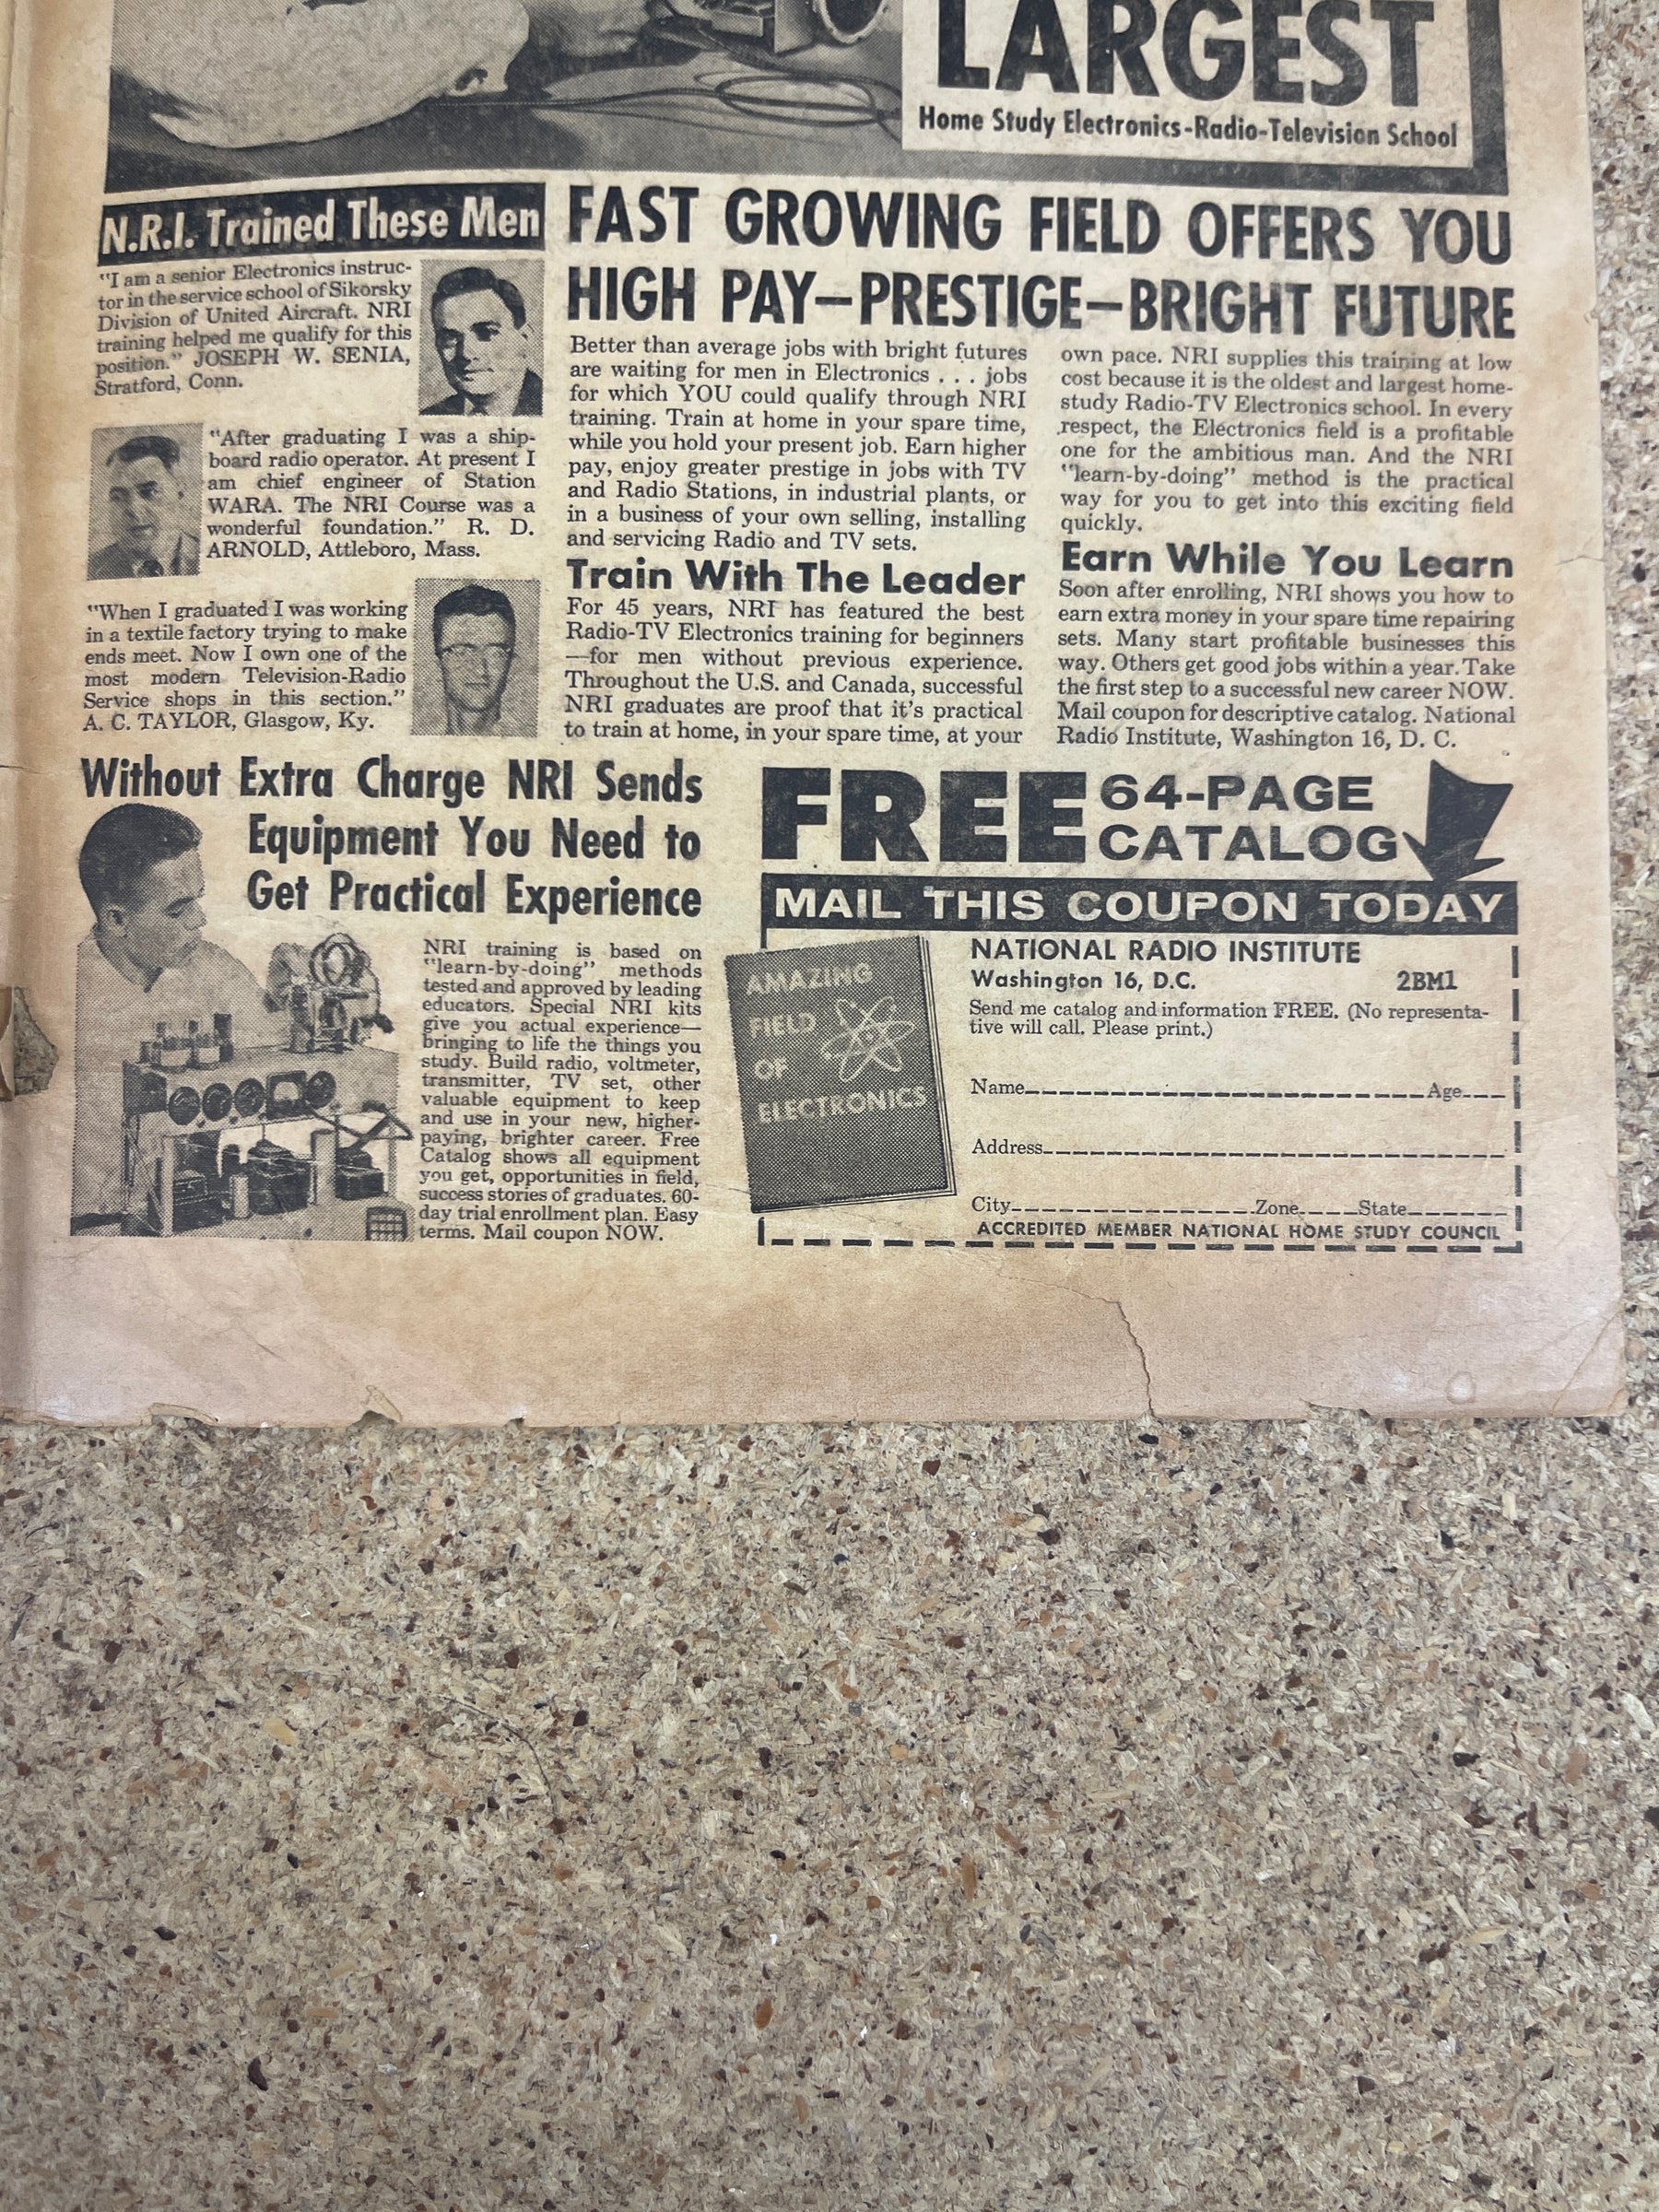 LARGEST
Home Study Electronics-Radio-Television School
N.R.I. Trained These Men
"I am a senior Electronics instruc-
tor in the service school of Sikorsky
Division of United Aircraft. NRI
training helped me qualify for this
position." JOSEPH W. SENIA,
Stratford, Conn.
"After graduating I was a ship-
board radio operator. At present I
am chief engineer of Station
WARA. The NRI Course was a
wonderful foundation." R. D.
ARNOLD, Attleboro, Mass.
"When I graduated I was working
in a textile factory trying to make
ends meet. Now I own one of the
most modern Television-Radio
Service shops in this section."
A. C. TAYLOR, Glasgow, Ky.
FAST GROWING FIELD OFFERS YOU
HIGH PAY—PRESTIGE—BRIGHT FUTURE
Better than average jobs with bright futures
are waiting for men in Electronics . . . jobs
for which YOU could qualify through NRI
training. Train at home in your spare time,
while you hold your present job. Earn higher
pay, enjoy greater prestige in jobs with TV
and Radio Stations, in industrial plants, or
in a business of your own selling, installing
and servicing Radio and TV sets.
Train With The Leader
For 45 years, NRI has featured the best
Radio-TV Electronics training for beginners
—for men without previous experience.
Throughout the U.S. and Canada, successful
NRI graduates are proof that it's practical
to train at home, in your spare time, at your
own pace. NRI supplies this training at low
cost because it is the oldest and largest home-
study Radio-TV Electronics school. In every
respect, the Electronics field is a profitable
one for the ambitious man. And the NRI
"learn-by-doing" method is the practical
way for you to get into this exciting field
quickly.
Earn While You Learn
Soon after enrolling, NRI shows you how to
earn extra money in your spare time repairing
sets. Many start profitable businesses this
way. Others get good jobs within a year. Take
the first step to a successful new career NOW.
Mail coupon for descriptive catalog. National
Radio Institute, Washington 16, D. C.
Without Extra Charge NRI Sends
Equipment You Need to
Get Practical Experience
NRI training is based on
"learn-by-doing" methods
tested and approved by leading
educators. Special NRI kits
give you actual experience—
bringing to life the things you
study. Build radio, voltmeter,
transmitter, TV set, other
valuable equipment to keep
and use in your new, higher-
paying, brighter career. Free
Catalog shows all equipment
you get, opportunities in field,
success stories of graduates. 60-
day trial enrollment plan. Easy
terms. Mail coupon NOW.
FREE 64-PAGE
CATALOG
MAIL THIS COUPON TODAY
AMAZING
FIELD
OF
ELECTRONICS
NATIONAL RADIO INSTITUTE
Washington 16, D.C. 2BM1
Send me catalog and information FREE. (No representa-
tive will call. Please print.)
Name Age
Address
City Zone State
ACCREDITED MEMBER NATIONAL HOME STUDY COUNCIL